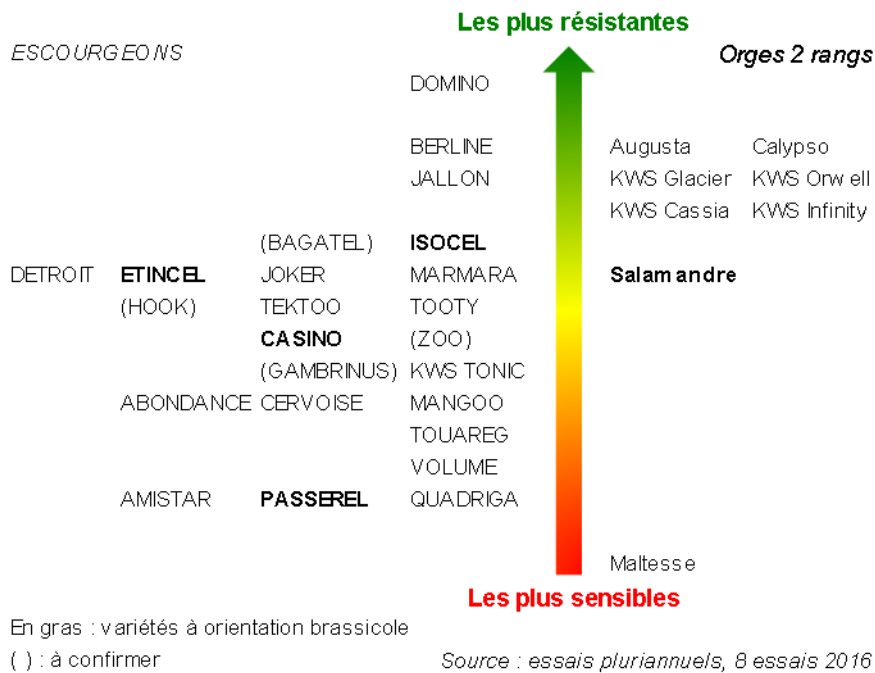 Les plus résistantes
ESCOURGEONS Orges 2 rangs
DOMINO
BERLINE Augusta Calypso
JALLON KWS Glacier KWS Orwell
KWS Cassia KWS Infinity
(BAGATEL) ISOCEL
DETROIT ETINCEL JOKER MARMARA Salamandre
(HOOK) TEKTOO TOOTY
CASINO (ZOO)
(GAMBRINUS) KWS TONIC
ABONDANCE CERVOISE MANGOO
TOUAREG
VOLUME
AMISTAR PASSEREL QUADRIGA
Maltesse
Les plus sensibles
En gras : variétés à orientation brassicole
( ) : à confirmer Source : essais pluriannuels, 8 essais 2016